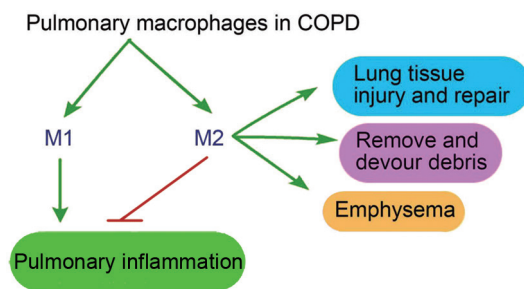 Pulmonary macrophages in COPD
Lung tissue
injury and repair
M1
M2
Remove and
devour debris
Emphysema
Pulmonary inflammation